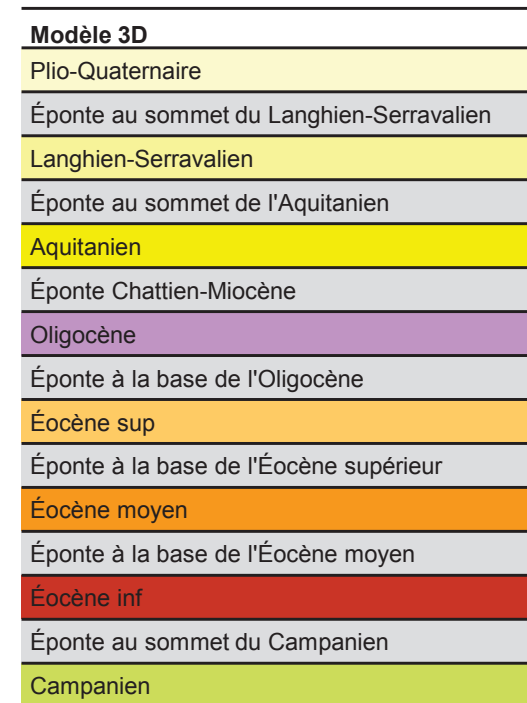 Modèle 3D
Plio-Quaternaire
Éponte au sommet du Langhien-Serravalien
Langhien-Serravalien
Éponte au sommet de l'Aquitanien
Aquitanien
Éponte Chattien-Miocène
Oligocène
Éponte à la base de l'Oligocène
Éocène sup
Éponte à la base de l'Éocène supérieur
Éocène moyen
Éponte à la base de l'Éocène moyen
Éocène inf
Éponte au sommet du Campanien
Campanien